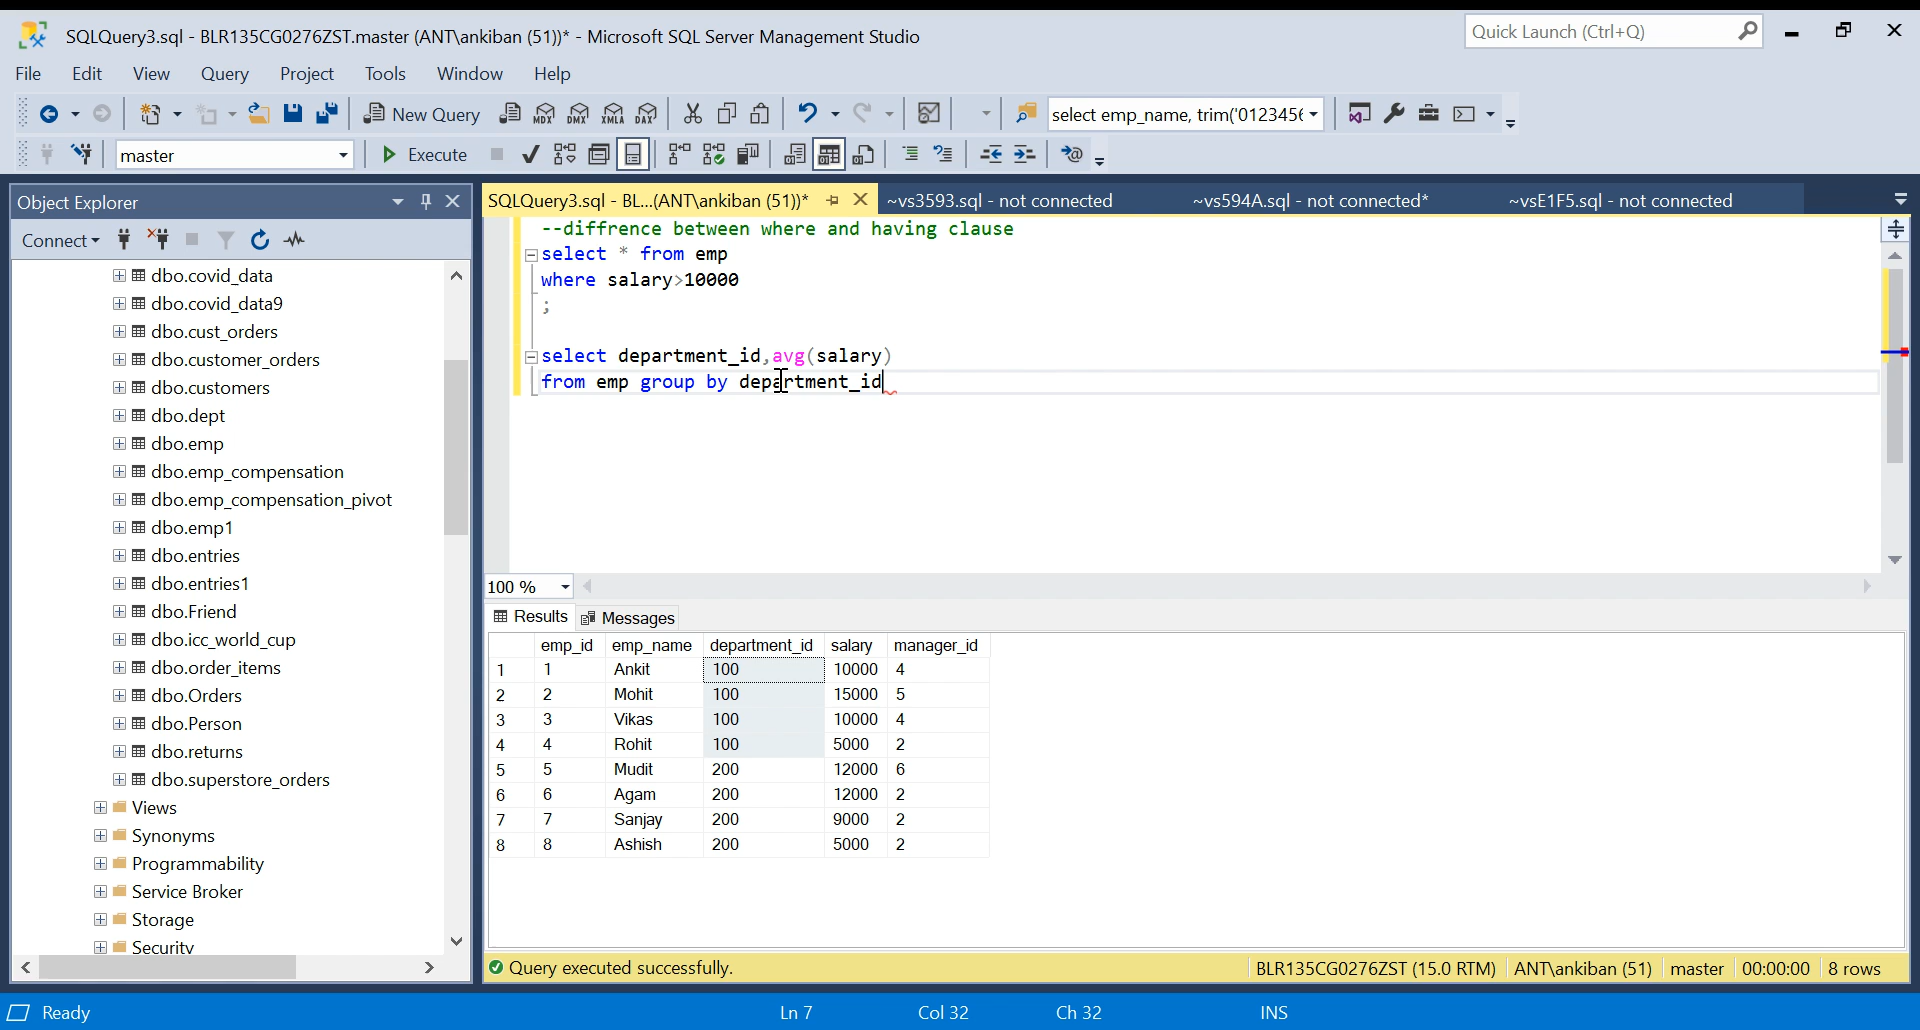 SQLQuery3.sql - BLR135CG0276ZST.master (ANT\ankiban (51))* - Microsoft SQL Server Management Studio
Quick Launch (Ctrl+Q)
File Edit View Query Project Tools Window Help
New Query MDX DMX XMLA DAX select emp_name, trim('012345
master Execute
Object Explorer
SQLQuery3.sql - BL...(ANT\ankiban (51))* ~vs3593.sql - not connected ~vs594A.sql - not connected* ~vsE1F5.sql - not connected
Connect
dbo.covid_data
dbo.covid_data9
dbo.cust_orders
dbo.customer_orders
dbo.customers
dbo.dept
dbo.emp
dbo.emp_compensation
dbo.emp_compensation_pivot
dbo.emp1
dbo.entries
dbo.entries1
dbo.Friend
dbo.icc_world_cup
dbo.order_items
dbo.Orders
dbo.Person
dbo.returns
dbo.superstore_orders
Views
Synonyms
Programmability
Service Broker
Storage
Security
--diffrence between where and having clause
select * from emp
where salary>10000
;
select department_id,avg(salary)
from emp group by department_id
100 %
Results Messages
emp_id emp_name department_id salary manager_id
1 1 Ankit 100 10000 4
2 2 Mohit 100 15000 5
3 3 Vikas 100 10000 4
4 4 Rohit 100 5000 2
5 5 Mudit 200 12000 6
6 6 Agam 200 12000 2
7 7 Sanjay 200 9000 2
8 8 Ashish 200 5000 2
Query executed successfully. BLR135CG0276ZST (15.0 RTM) ANT\ankiban (51) master 00:00:00 8 rows
Ready Ln 7 Col 32 Ch 32 INS